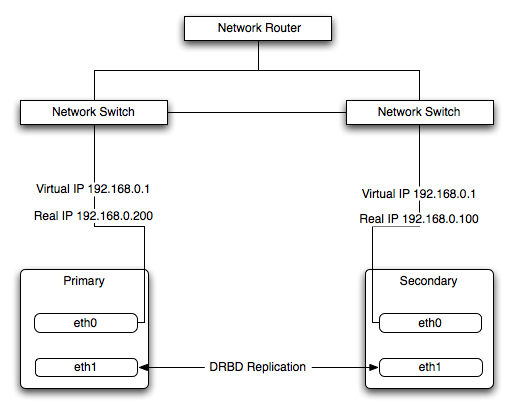 Network Router
Network Switch
Network Switch
Virtual IP 192.168.0.1
Real IP 192.168.0.200
Virtual IP 192.168.0.1
Real IP 192.168.0.100
Primary
eth0
eth1
DRBD Replication
Secondary
eth0
eth1